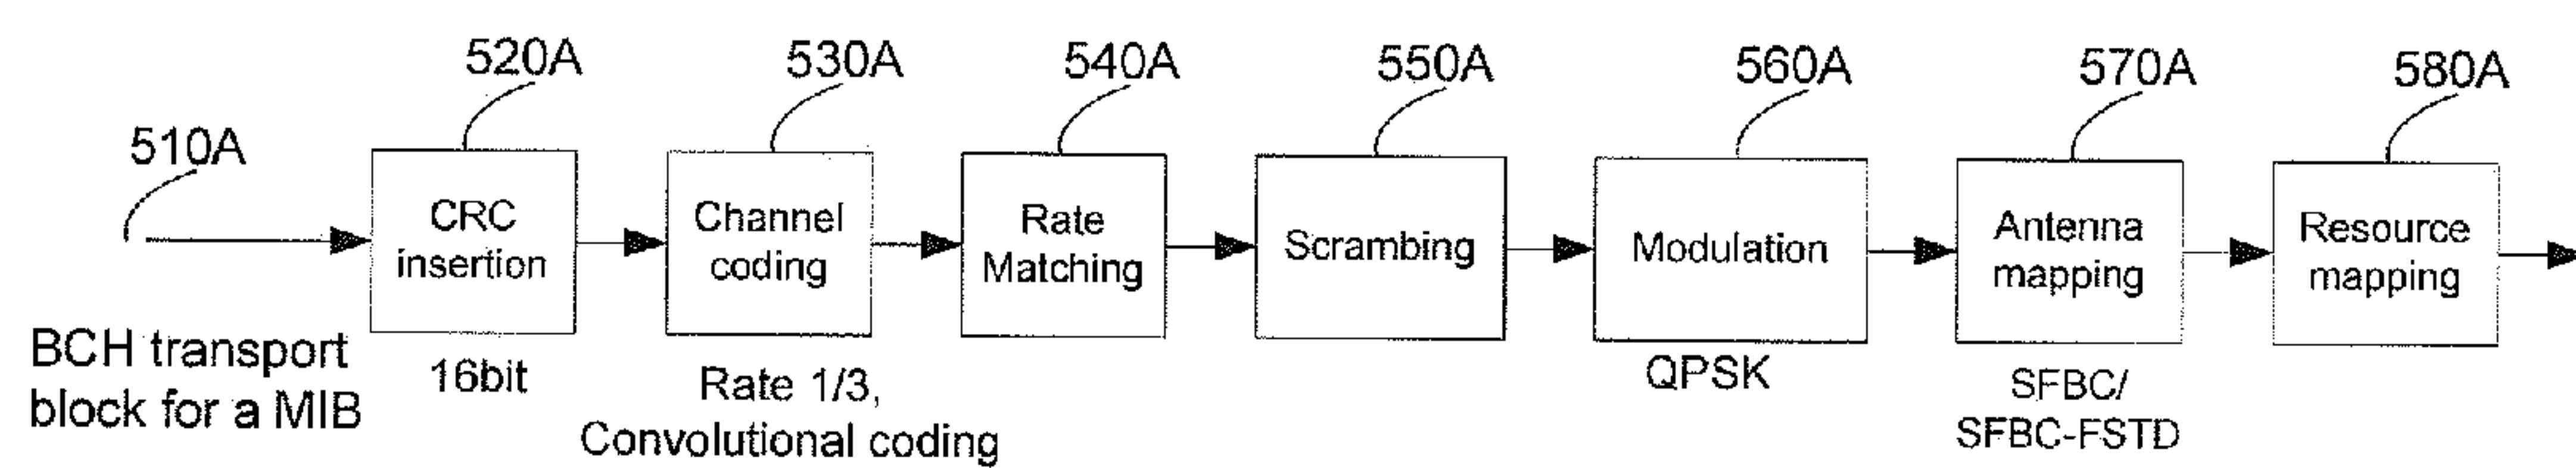 510A
520A
530A
540A
550A
560A
570A
580A
BCH transport
block for a MIB
CRC
insertion
16bit
Channel
coding
Rate 1/3,
Convolutional coding
Rate
Matching
Scrambing
Modulation
QPSK
Antenna
mapping
SFBC/
SFBC-FSTD
Resource
mapping